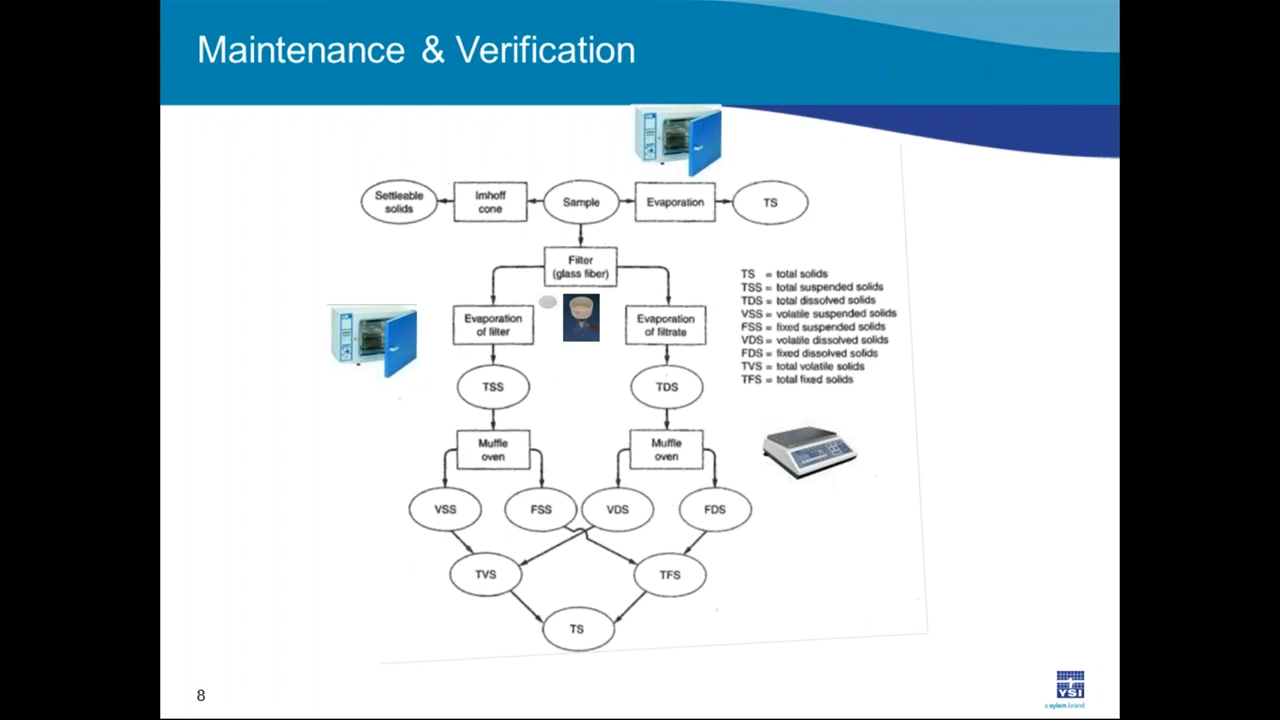 Maintenance & Verification
Settleable
solids
Imhoff
cone
Sample
Evaporation
TS
Filter
(glass fiber)
Evaporation
of filter
Evaporation
of filtrate
TS = total solids
TSS = total suspended solids
TDS = total dissolved solids
VSS = volatile suspended solids
FSS = fixed suspended solids
VDS = volatile dissolved solids
FDS = fixed dissolved solids
TVS = total volatile solids
TFS = total fixed solids
TSS
TDS
Muffle
oven
Muffle
oven
VSS
FSS
VDS
FDS
TVS
TFS
TS
8
YSI
a xylem brand